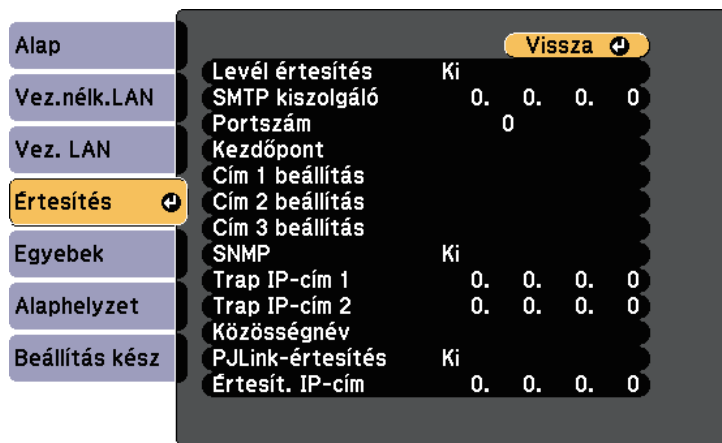 Alap
Vez.nélk.LAN
Vez. LAN
Értesítés
Egyebek
Alaphelyzet
Beállítás kész
Vissza
Levél értesítés Ki
SMTP kiszolgáló 0. 0. 0. 0
Portszám 0
Kezdőpont
Cím 1 beállítás
Cím 2 beállítás
Cím 3 beállítás
SNMP Ki
Trap IP-cím 1 0. 0. 0. 0
Trap IP-cím 2 0. 0. 0. 0
Közösségnév
PJLink-értesítés Ki
Értesít. IP-cím 0. 0. 0. 0